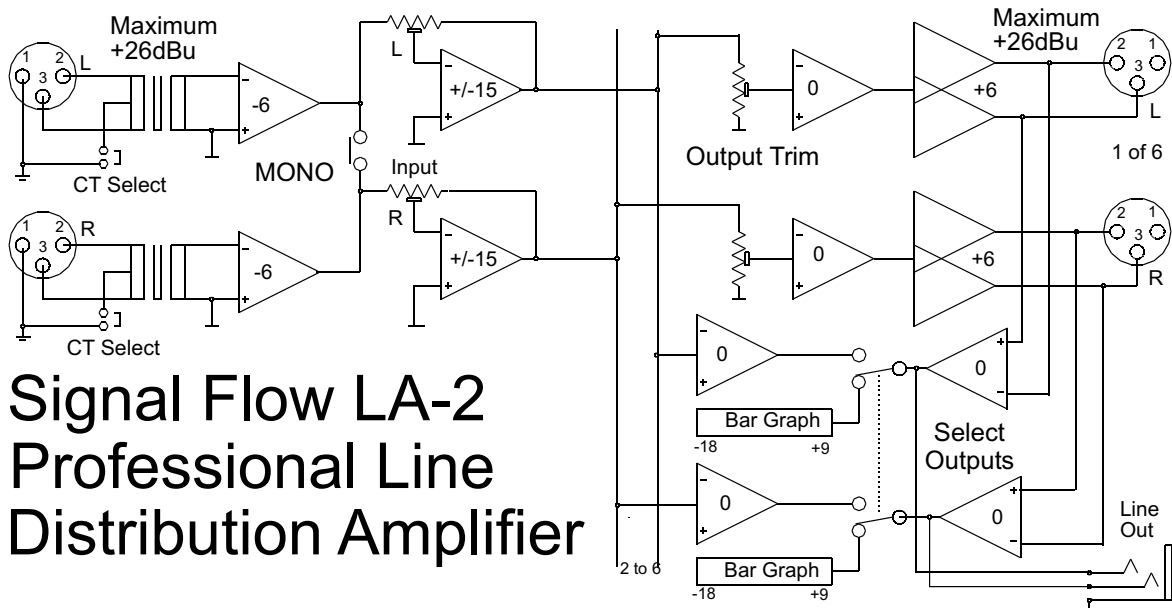 Maximum
+26dBu
1 2 3 L
CT Select
-
-6
+
MONO
L
-
+/-15
+
Input
1 2 3 R
CT Select
-
-6
+
R
-
+/-15
+
Output Trim
-
0
+
+6
Maximum
+26dBu
2 1
3
L
1 of 6
-
0
+
+6
2 1
3
R
-
0
+
Bar Graph
-18 +9
+
0
-
Select
Outputs
-
0
+
Bar Graph
-18 +9
+
0
-
Line
Out
2 to 6
Signal Flow LA-2
Professional Line
Distribution Amplifier